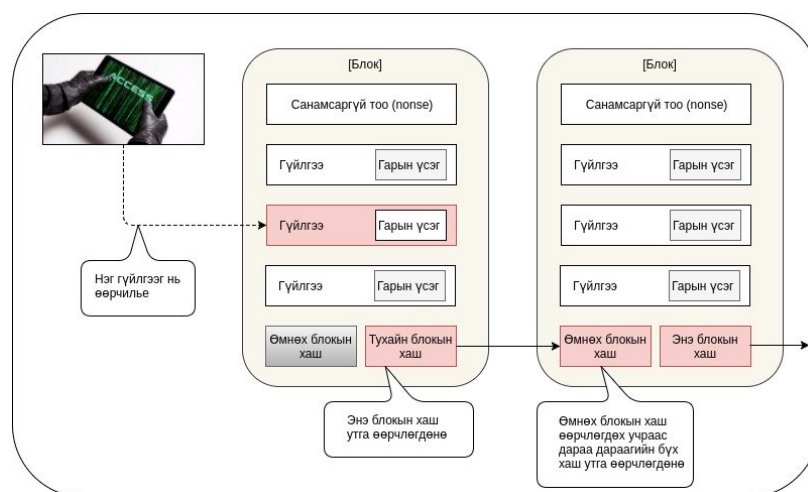 ACCESS
[Блок]
Санамсаргүй тоо (nonse)
Гүйлгээ
Гарын үсэг
Гүйлгээ
Гарын үсэг
Гүйлгээ
Гарын үсэг
Өмнөх блокын
хаш
Тухайн блокын
хаш
[Блок]
Санамсаргүй тоо (nonse)
Гүйлгээ
Гарын үсэг
Гүйлгээ
Гарын үсэг
Гүйлгээ
Гарын үсэг
Өмнөх блокын
хаш
Энэ блокын
хаш
Нэг гүйлгээг нь
өөрчилье
Энэ блокын хаш
утга өөрчлөгдөнө
Өмнөх блокын хаш
өөрчлөгдөх учраас
дараа дараагийн бүх
хаш утга өөрчлөгдөнө